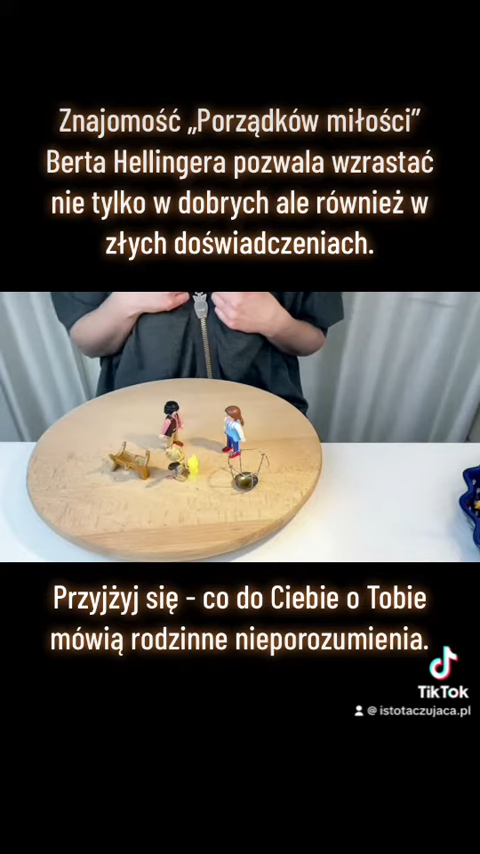 Znajomość „Porządków miłości”
Berta Hellingera pozwala wzrastać
nie tylko w dobrych ale również w
złych doświadczeniach.
Przyjżyj się - co do Ciebie o Tobie
mówią rodzinne nieporozumienia.
TikTok
@ istotaczujaca.pl